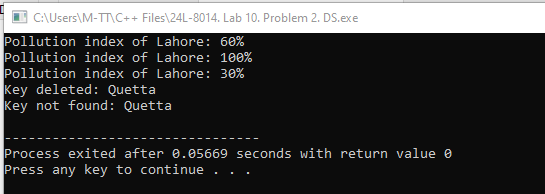 C:\Users\M-TT\C++ Files\24L-8014. Lab 10. Problem 2. DS.exe
Pollution index of Lahore: 60%
Pollution index of Lahore: 100%
Pollution index of Lahore: 30%
Key deleted: Quetta
Key not found: Quetta
--------------------------------
Process exited after 0.05669 seconds with return value 0
Press any key to continue . . .